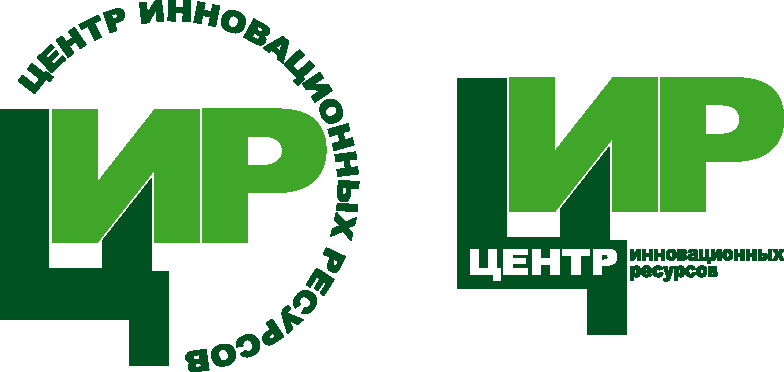 ЦЕНТР ИННОВАЦИОННЫХ РЕСУРСОВ
ЦИР
ЦИР
ЦЕНТР
инновационных
ресурсов